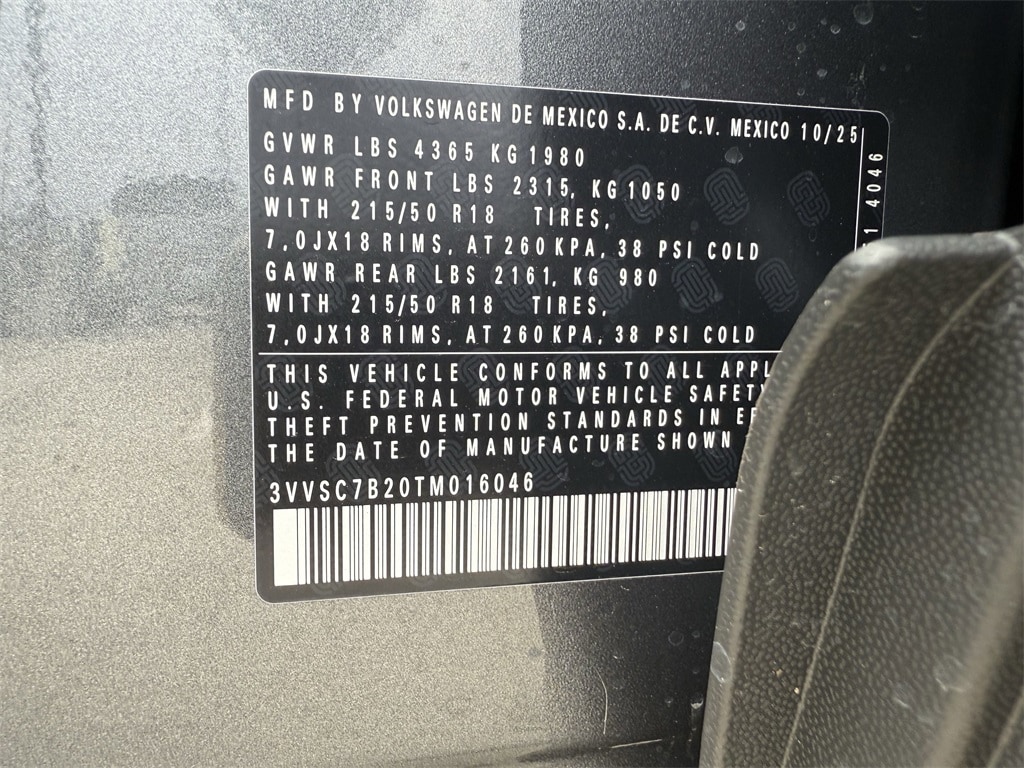 MFD BY VOLKSWAGEN DE MEXICO S.A. DE C.V. MEXICO 10/25
GVWR LBS 4365 KG 1980
GAWR FRONT LBS 2315, KG 1050
WITH 215/50 R18 TIRES,
7,0JX18 RIMS, AT 260 KPA, 38 PSI COLD
GAWR REAR LBS 2161, KG 980
WITH 215/50 R18 TIRES,
7,0JX18 RIMS, AT 260 KPA, 38 PSI COLD
THIS VEHICLE CONFORMS TO ALL
U.S. FEDERAL MOTOR VEHICLE SAFETY
THEFT PREVENTION STANDARDS IN
THE DATE OF MANUFACTURE SHOWN
3VVSC7B20TM016046
4046